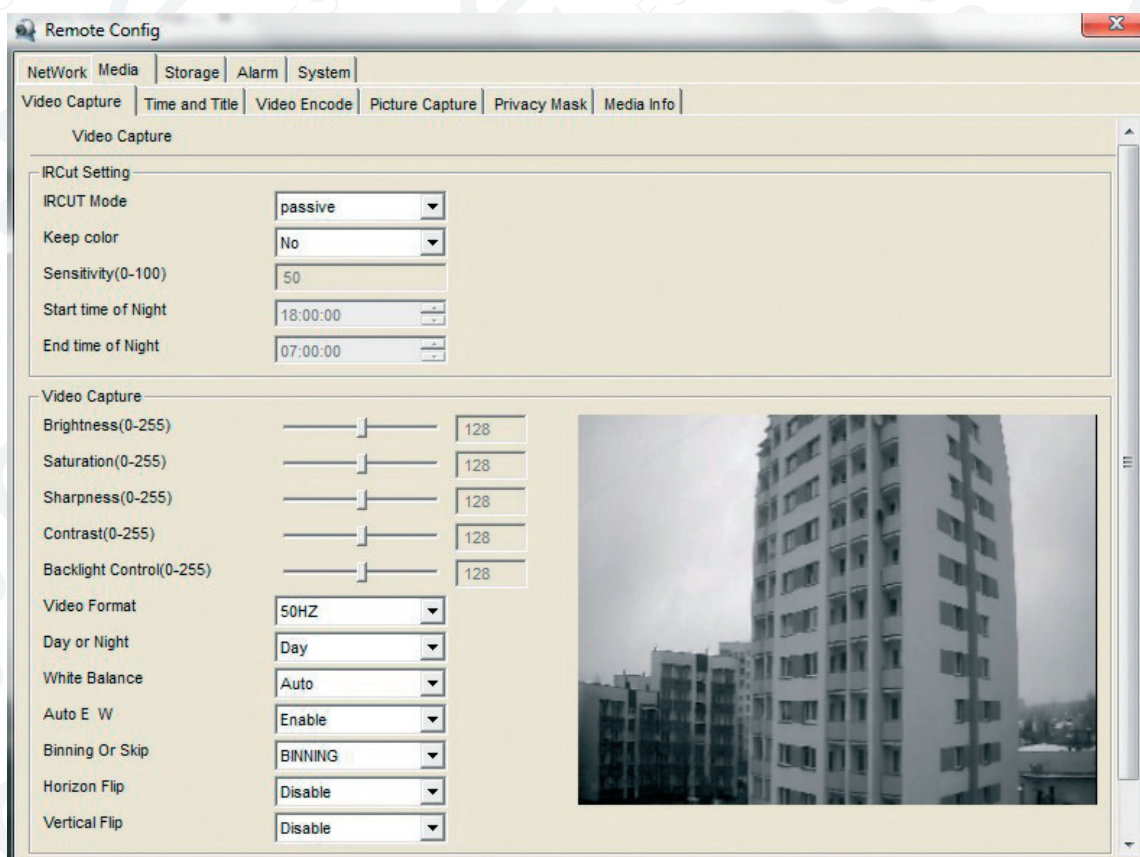 Remote Config
NetWork Media Storage Alarm System
Video Capture Time and Title Video Encode Picture Capture Privacy Mask Media Info
Video Capture
IRCut Setting
IRCUT Mode passive
Keep color No
Sensitivity(0-100) 50
Start time of Night 18:00:00
End time of Night 07:00:00
Video Capture
Brightness(0-255) 128
Saturation(0-255) 128
Sharpness(0-255) 128
Contrast(0-255) 128
Backlight Control(0-255) 128
Video Format 50HZ
Day or Night Day
White Balance Auto
Auto E W Enable
Binning Or Skip BINNING
Horizon Flip Disable
Vertical Flip Disable